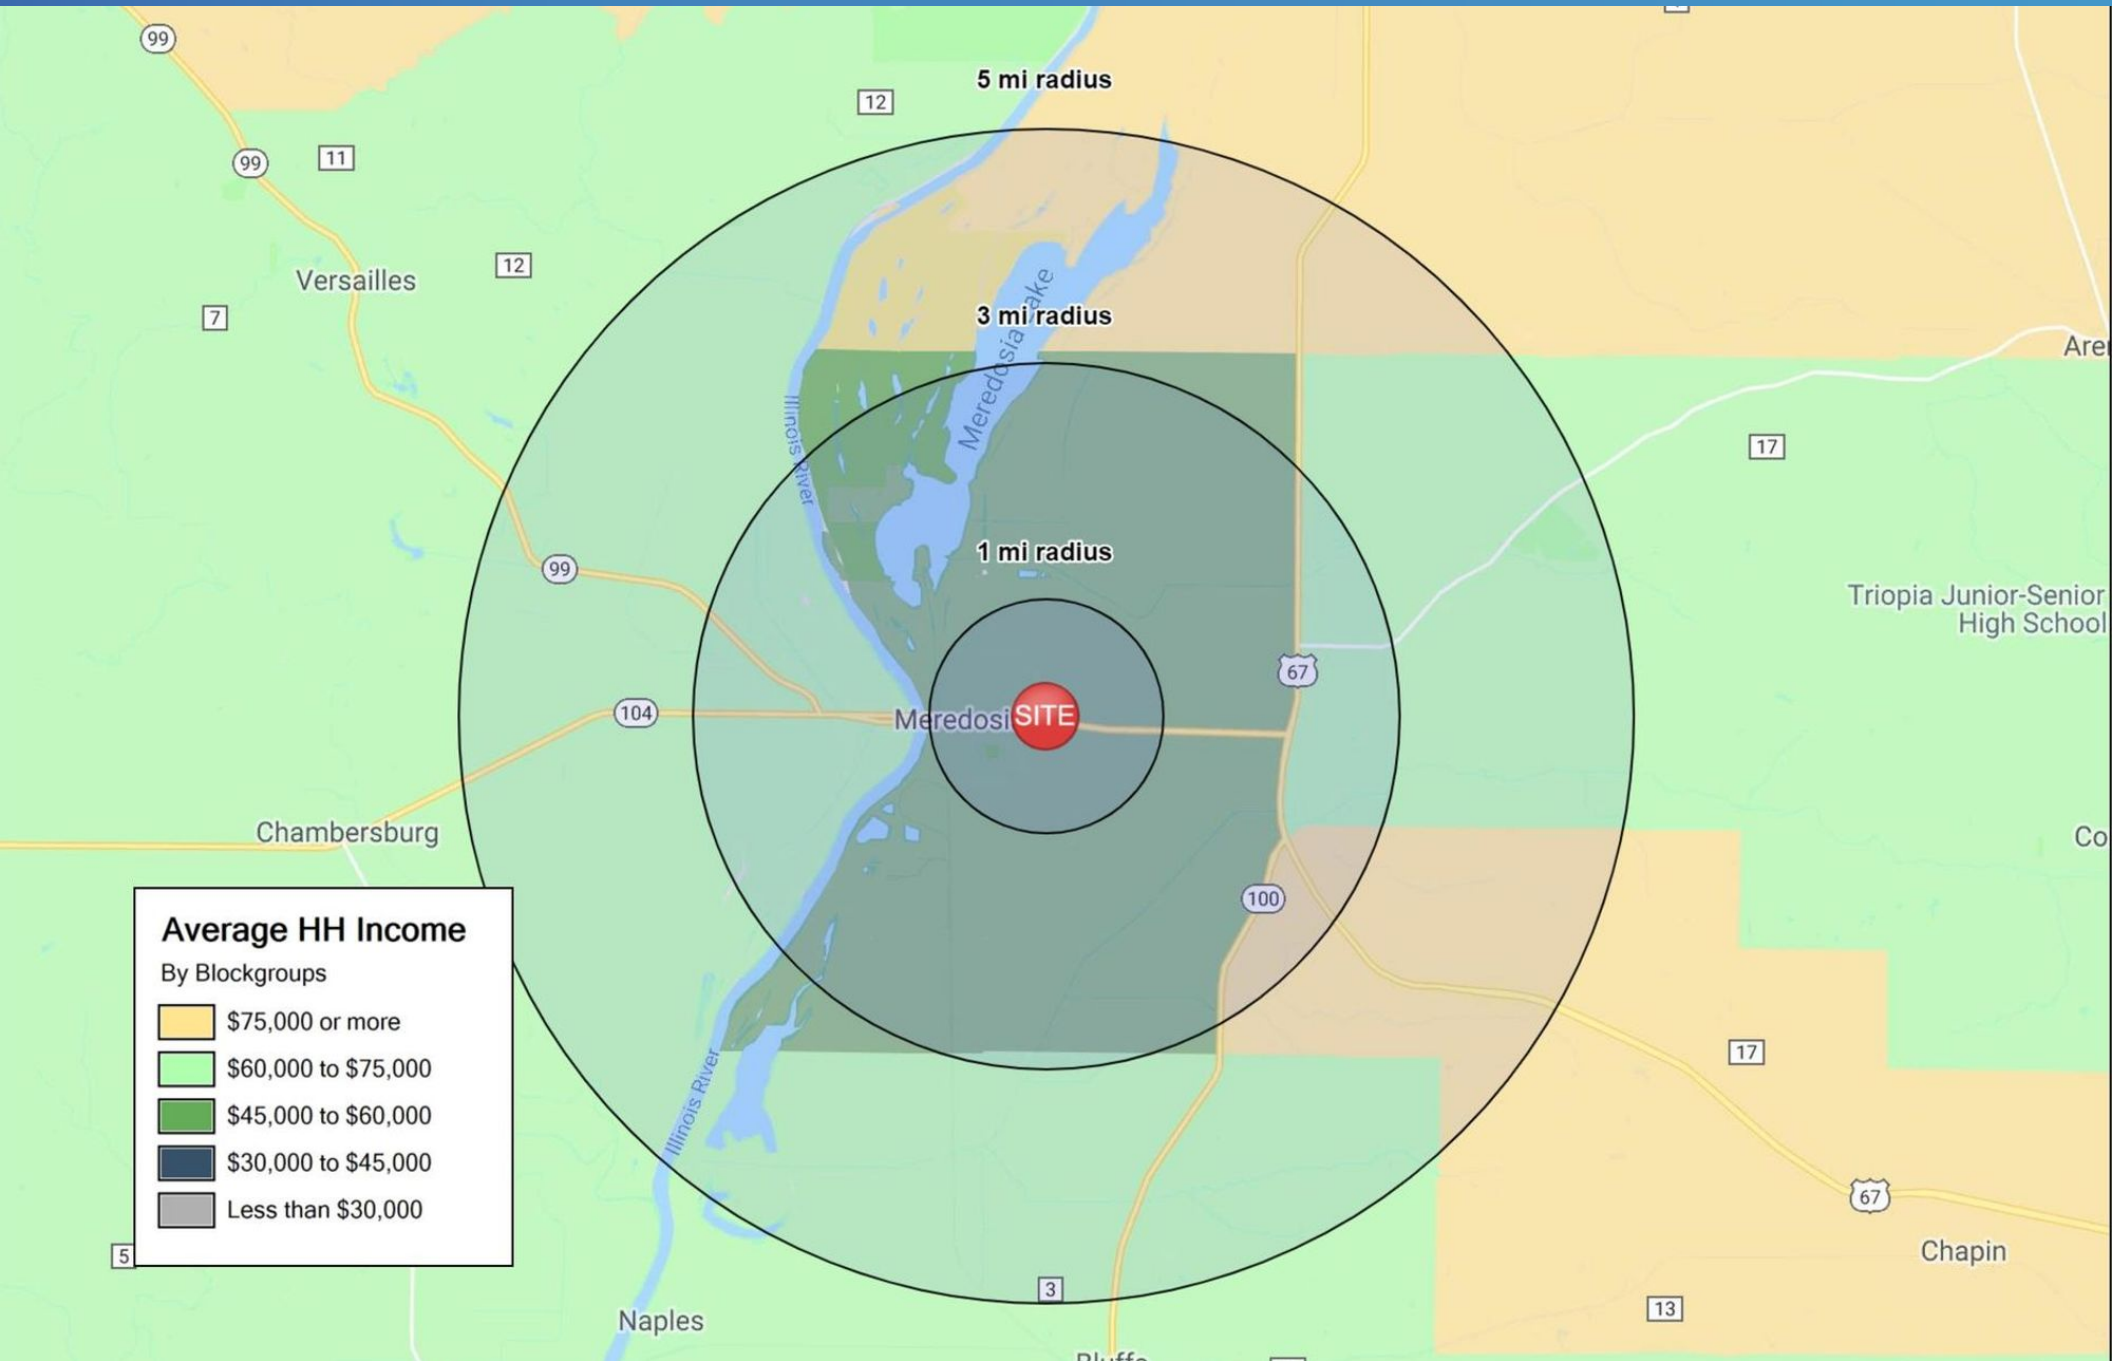 99
5 mi radius
12
99
11
12
Versailles
7
3 mi radius
Meredosia Lake
Are
Illinois River
17
1 mi radius
99
Triopia Junior-Senior
High School
67
104
Meredosi
SITE
Chambersburg
Co
100
Average HH Income
By Blockgroups
$75,000 or more
$60,000 to $75,000
$45,000 to $60,000
$30,000 to $45,000
Less than $30,000
17
Illinois River
67
Chapin
5
3
13
Naples